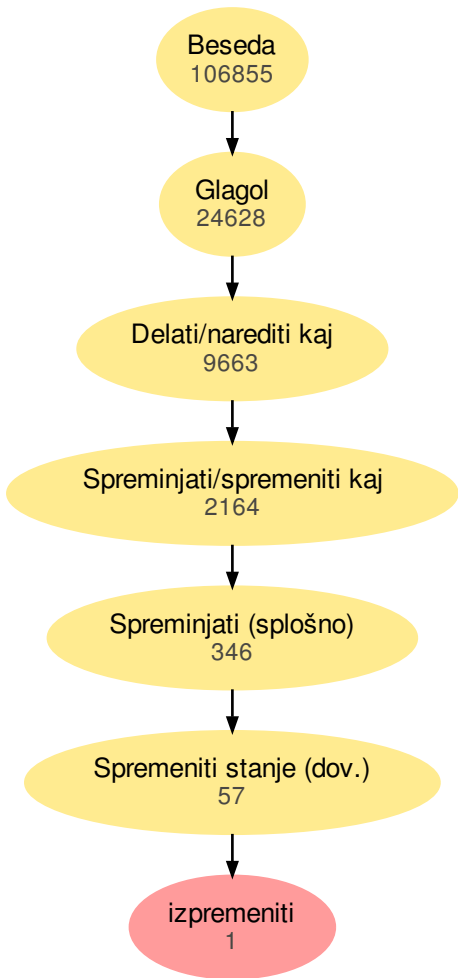 Beseda
106855
Glagol
24628
Delati/narediti kaj
9663
Spreminjati/spremeniti kaj
2164
Spreminjati (splošno)
346
Spremeniti stanje (dov.)
57
izpremeniti
1